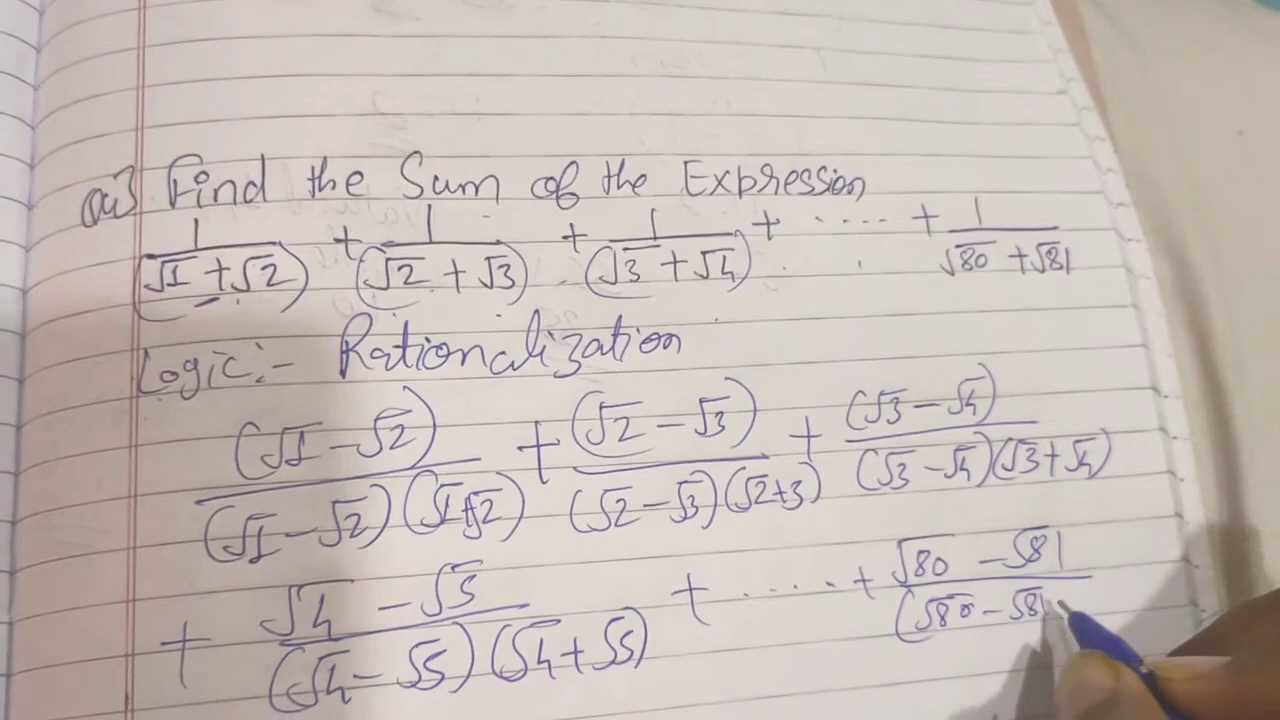 Q3 Find the Sum of the Expression
1/(√1 + √2) + 1/(√2 + √3) + 1/(√3 + √4) + ..... + 1/√80 + √81
Logic:- Rationalization
(√1 - √2)/(√1 - √2)(√1+√2) + (√2 - √3)/(√2 - √3)(√2+3) + (√3 - √4)/(√3 - √4)(√3+√4)
+ √4 - √5/(√4 - √5)(√4+√5) + ..... + √80 - √81/(√80 - √81